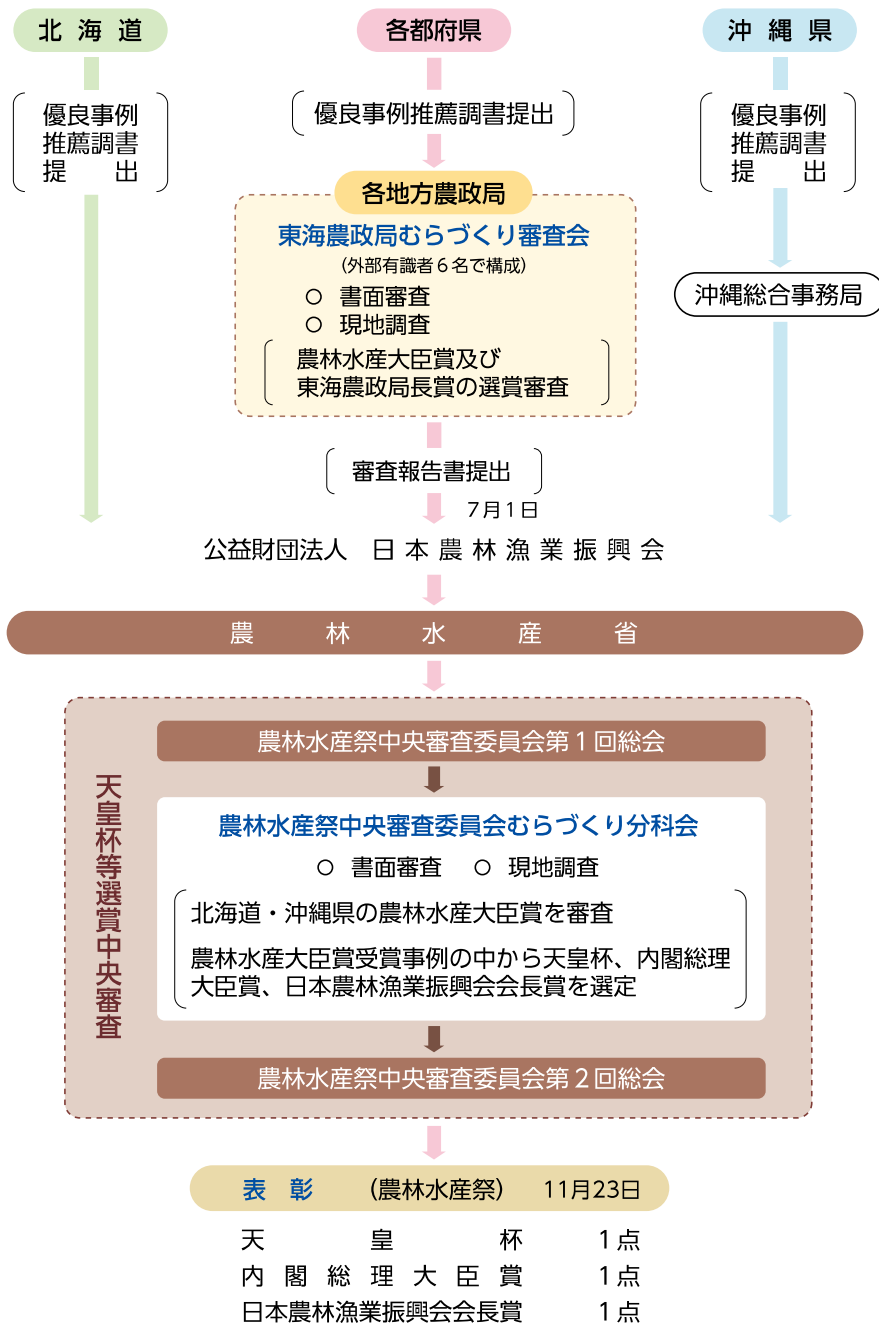 北海道
各都府県
沖縄県
優良事例
推薦調書
提出
優良事例推薦調書提出
優良事例
推薦調書
提出
各地方農政局
東海農政局むらづくり審査会
（外部有識者６名で構成）
○ 書面審査
○ 現地調査
農林水産大臣賞及び
東海農政局長賞の選賞審査
沖縄総合事務局
審査報告書提出
７月１日
公益財団法人 日本農林漁業振興会
農林水産省
天皇杯等選賞中央審査
農林水産祭中央審査委員会第１回総会
農林水産祭中央審査委員会むらづくり分科会
○ 書面審査 ○ 現地調査
北海道・沖縄県の農林水産大臣賞を審査
農林水産大臣賞受賞事例の中から天皇杯、内閣総理
大臣賞、日本農林漁業振興会会長賞を選定
農林水産祭中央審査委員会第２回総会
表彰 （農林水産祭） 11月23日
天皇杯 １点
内閣総理大臣賞 １点
日本農林漁業振興会会長賞 １点